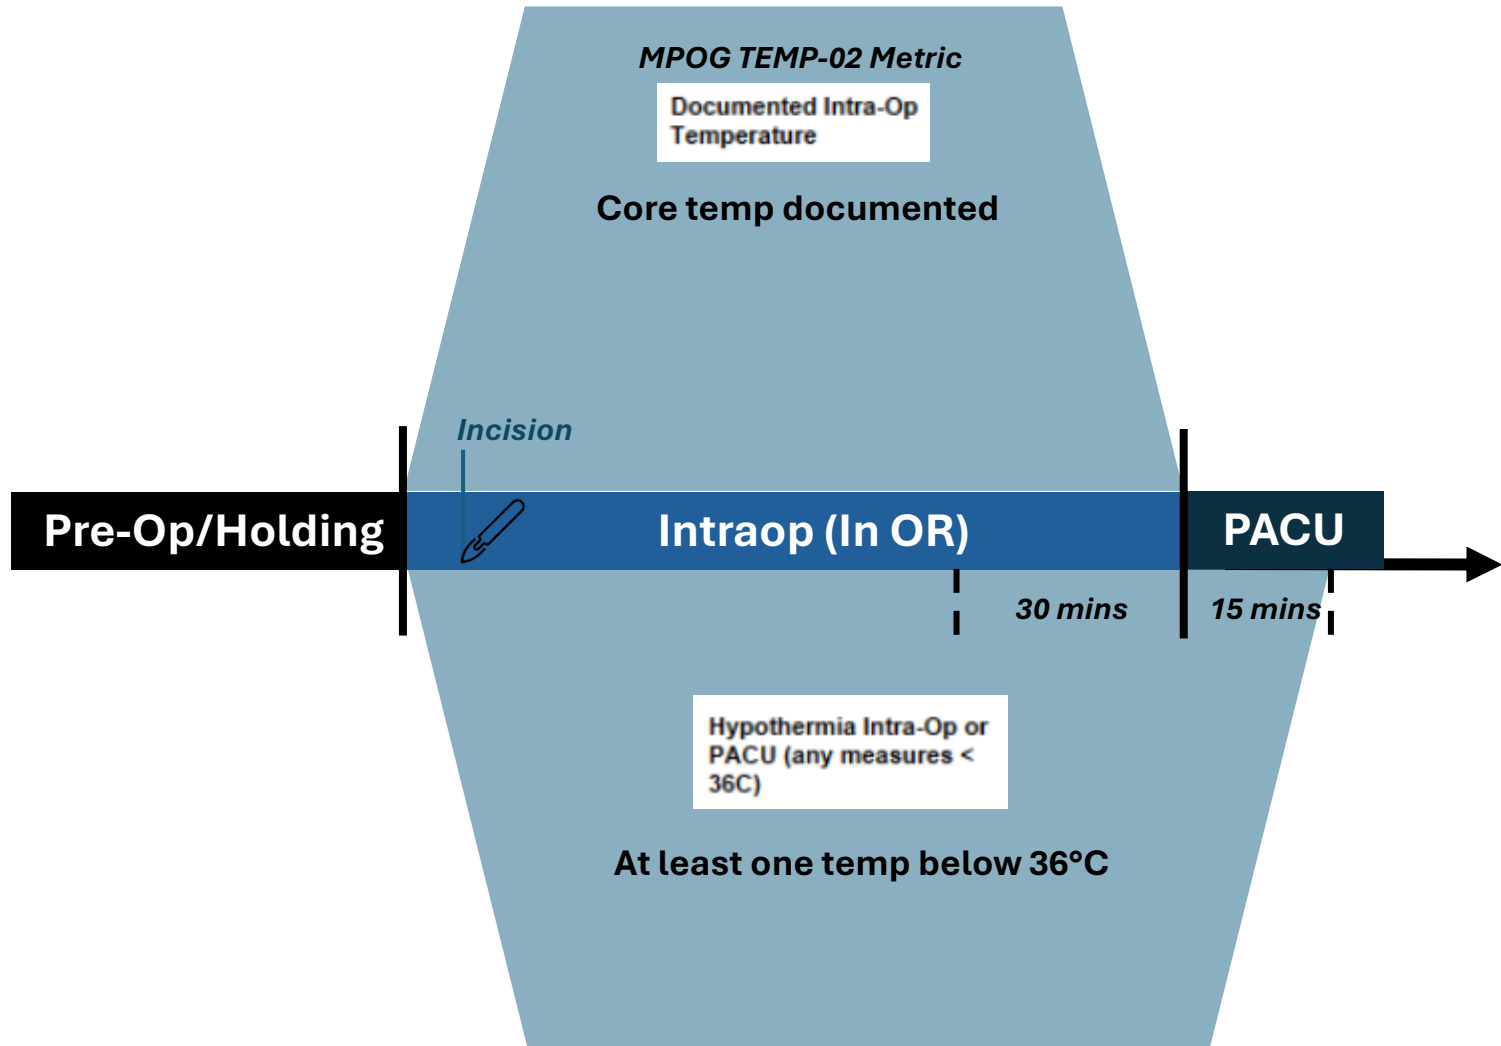 MPOG TEMP-02 Metric
Documented Intra-Op
Temperature
Core temp documented
Incision
Pre-Op/Holding
Intraop (In OR)
PACU
30 mins
15 mins
Hypothermia Intra-Op or
PACU (any measures <
36C)
At least one temp below 36°C